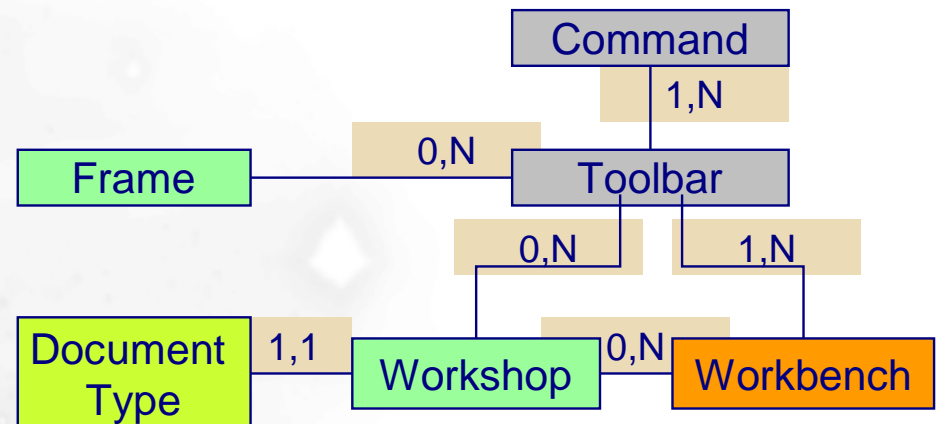 Command
1,N
0,N
Frame
Toolbar
0,N
1,N
Document
Type
1,1
Workshop
0,N
Workbench